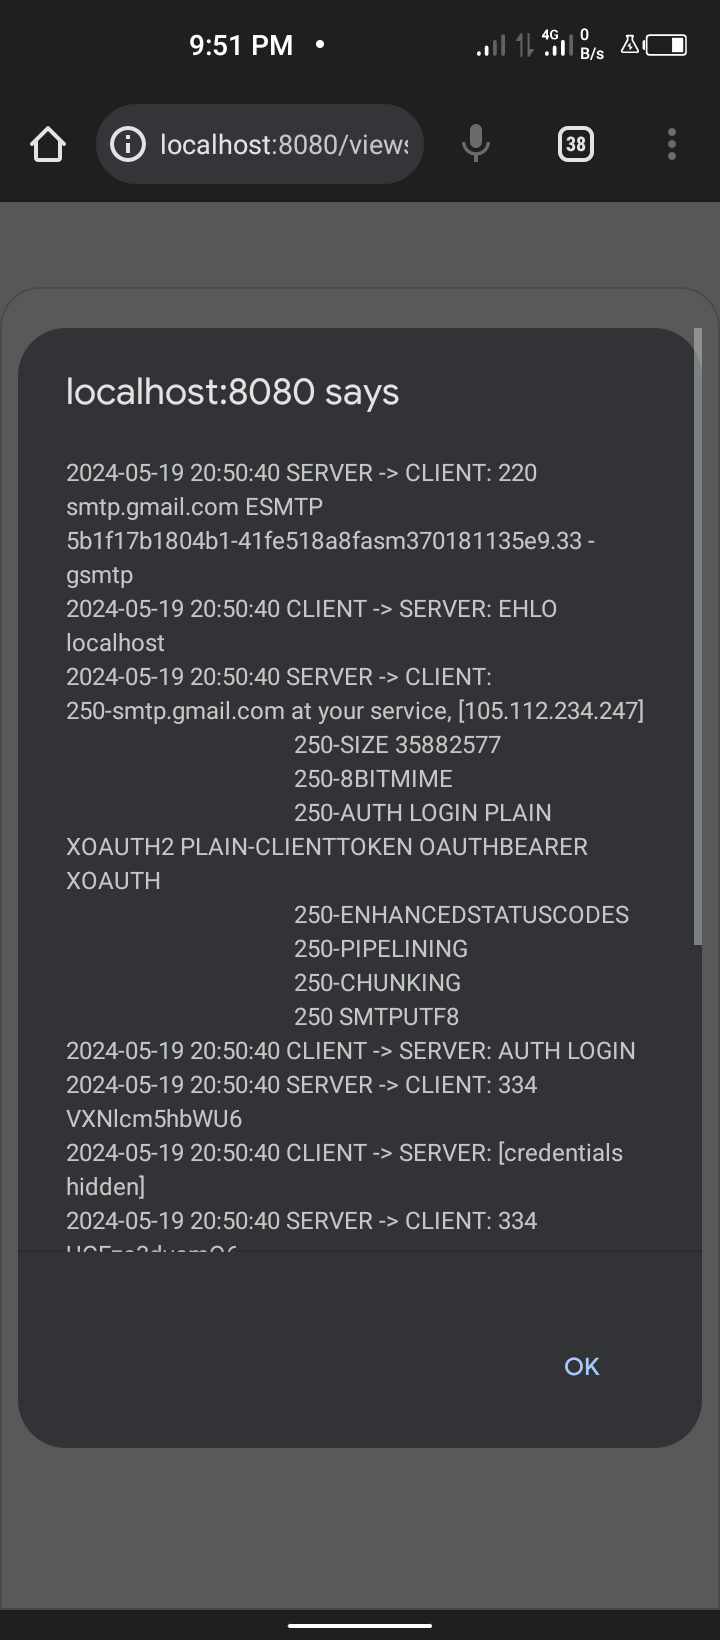 9:51 PM
4G
0
B/s
localhost:8080/view
38
localhost:8080 says
2024-05-19 20:50:40 SERVER -> CLIENT: 220
smtp.gmail.com ESMTP
5b1f17b1804b1-41fe518a8fasm370181135e9.33 -
gsmtp
2024-05-19 20:50:40 CLIENT -> SERVER: EHLO
localhost
2024-05-19 20:50:40 SERVER -> CLIENT:
250-smtp.gmail.com at your service, [105.112.234.247]
250-SIZE 35882577
250-8BITMIME
250-AUTH LOGIN PLAIN
XOAUTH2 PLAIN-CLIENTTOKEN OAUTHBEARER
XOAUTH
250-ENHANCEDSTATUSCODES
250-PIPELINING
250-CHUNKING
250 SMTPUTF8
2024-05-19 20:50:40 CLIENT -> SERVER: AUTH LOGIN
2024-05-19 20:50:40 SERVER -> CLIENT: 334
VXNlcm5hbWU6
2024-05-19 20:50:40 CLIENT -> SERVER: [credentials
hidden]
2024-05-19 20:50:40 SERVER -> CLIENT: 334
OK